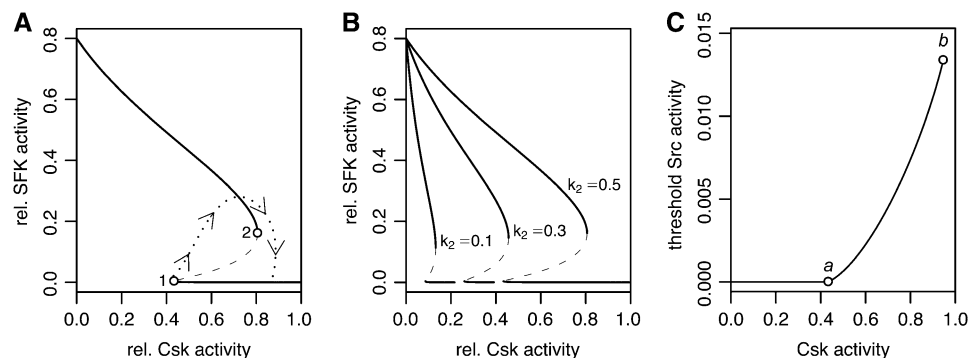 A
rel. SFK activity
0.8
0.6
0.4
0.2
0.0
1
2
0.0 0.2 0.4 0.6 0.8 1.0
rel. Csk activity
B
rel. SFK activity
0.8
0.6
0.4
0.2
0.0
k₂=0.5
k₂=0.3
k₂=0.1
0.0 0.2 0.4 0.6 0.8 1.0
rel. Csk activity
C
threshold Src activity
0.015
0.010
0.005
0.000
a
b
0.0 0.2 0.4 0.6 0.8 1.0
Csk activity